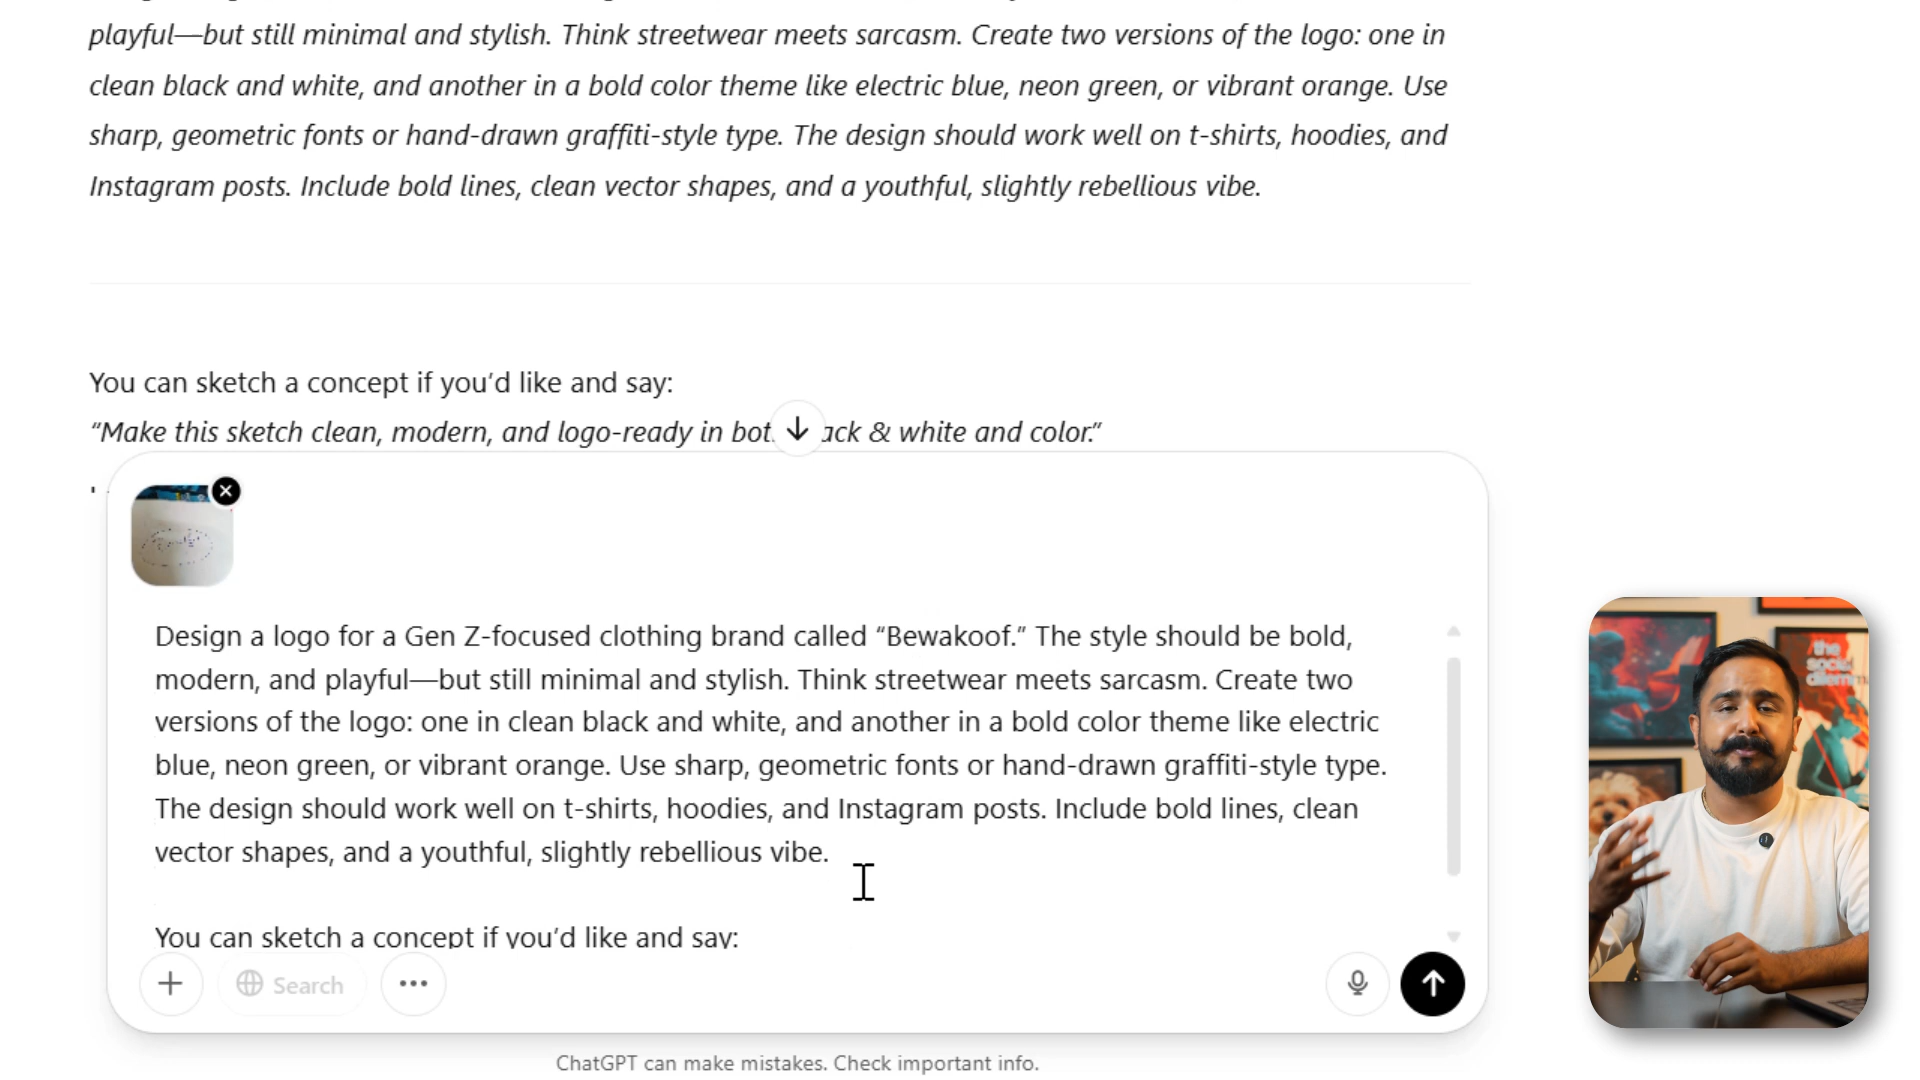 playful—but still minimal and stylish. Think streetwear meets sarcasm. Create two versions of the logo: one in
clean black and white, and another in a bold color theme like electric blue, neon green, or vibrant orange. Use
sharp, geometric fonts or hand-drawn graffiti-style type. The design should work well on t-shirts, hoodies, and
Instagram posts. Include bold lines, clean vector shapes, and a youthful, slightly rebellious vibe.
You can sketch a concept if you’d like and say:
“Make this sketch clean, modern, and logo-ready in ack & white and color.”
Design a logo for a Gen Z-focused clothing brand called “Bewakoof.” The style should be bold,
modern, and playful—but still minimal and stylish. Think streetwear meets sarcasm. Create two
versions of the logo: one in clean black and white, and another in a bold color theme like electric
blue, neon green, or vibrant orange. Use sharp, geometric fonts or hand-drawn graffiti-style type.
The design should work well on t-shirts, hoodies, and Instagram posts. Include bold lines, clean
vector shapes, and a youthful, slightly rebellious vibe.
You can sketch a concept if you’d like and say:
Search
ChatGPT can make mistakes. Check important info.
the
social